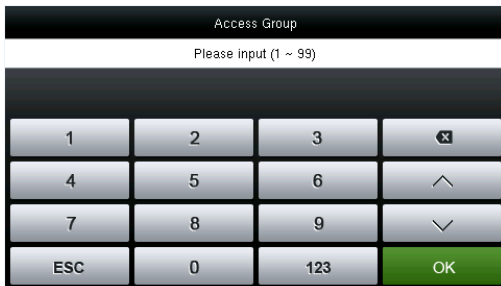 Access Group
Please input (1 ~ 99)
1 2 3
4 5 6
7 8 9
ESC 0 123 OK